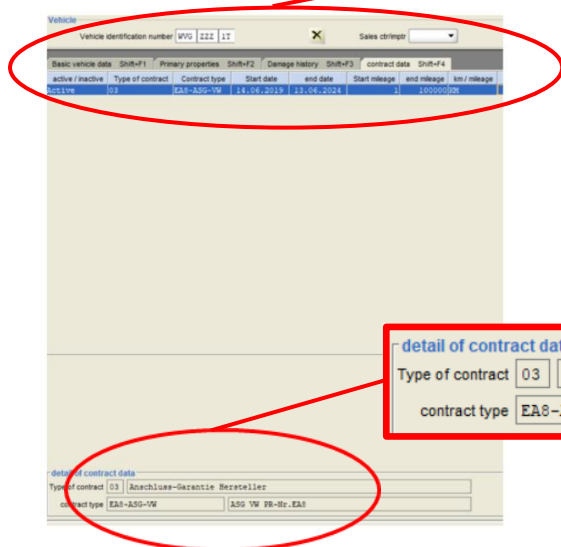 Vehicle
Vehicle identification number WVG ZZZ 1T X Sales ctr/imptr
Basic vehicle data Shift+F1 Primary properties Shift+F2 Damage history Shift+F3 contract data Shift+F4
active / inactive Type of contract Contract type Start date end date Start mileage end mileage km / mileage
Active 03 EA8-ASG-VW 14.06.2019 13.06.2024 1 100000 KM
detail of contract dat
Type of contract 03
contract type EA8-
detail of contract data
Type of contract 03 Anschluss-Garantie Hersteller
contract type EA8-ASG-VW ASG VW PR-Nr.EA8